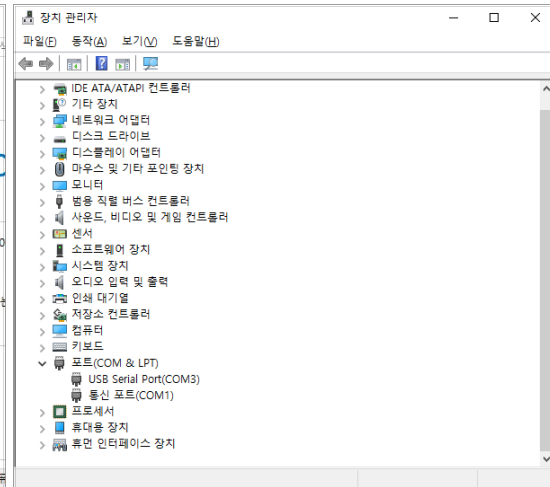 장치 관리자
파일(F) 동작(A) 보기(V) 도움말(H)
IDE ATA/ATAPI 컨트롤러
기타 장치
네트워크 어댑터
디스크 드라이브
디스플레이 어댑터
마우스 및 기타 포인팅 장치
모니터
범용 직렬 버스 컨트롤러
사운드, 비디오 및 게임 컨트롤러
센서
소프트웨어 장치
시스템 장치
오디오 입력 및 출력
인쇄 대기열
저장소 컨트롤러
컴퓨터
키보드
포트(COM & LPT)
USB Serial Port(COM3)
통신 포트(COM1)
프로세서
휴대용 장치
휴먼 인터페이스 장치